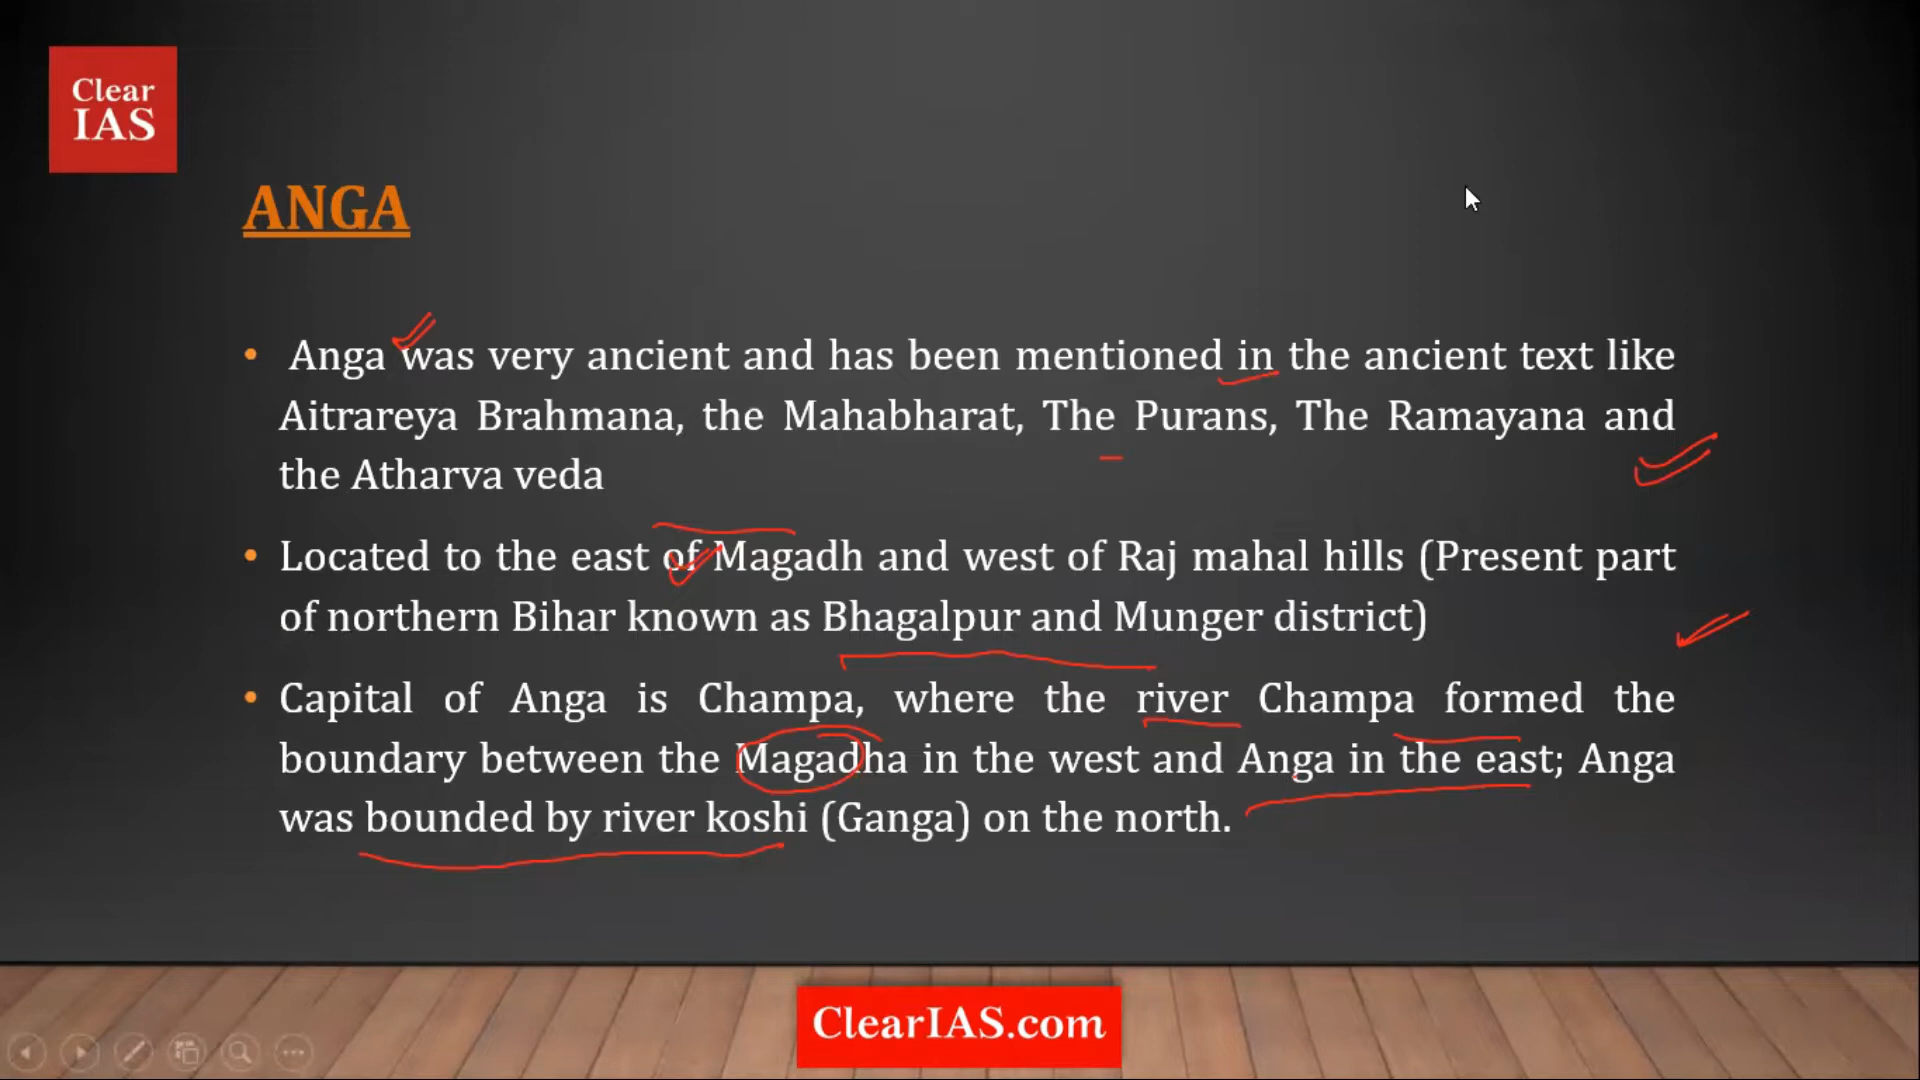 Clear
IAS
ANGA
• Anga was very ancient and has been mentioned in the ancient text like
Aitrareya Brahmana, the Mahabharat, The Purans, The Ramayana and
the Atharva veda
• Located to the east of Magadh and west of Raj mahal hills (Present part
of northern Bihar known as Bhagalpur and Munger district)
• Capital of Anga is Champa, where the river Champa formed the
boundary between the Magadha in the west and Anga in the east; Anga
was bounded by river koshi (Ganga) on the north.
ClearIAS.com